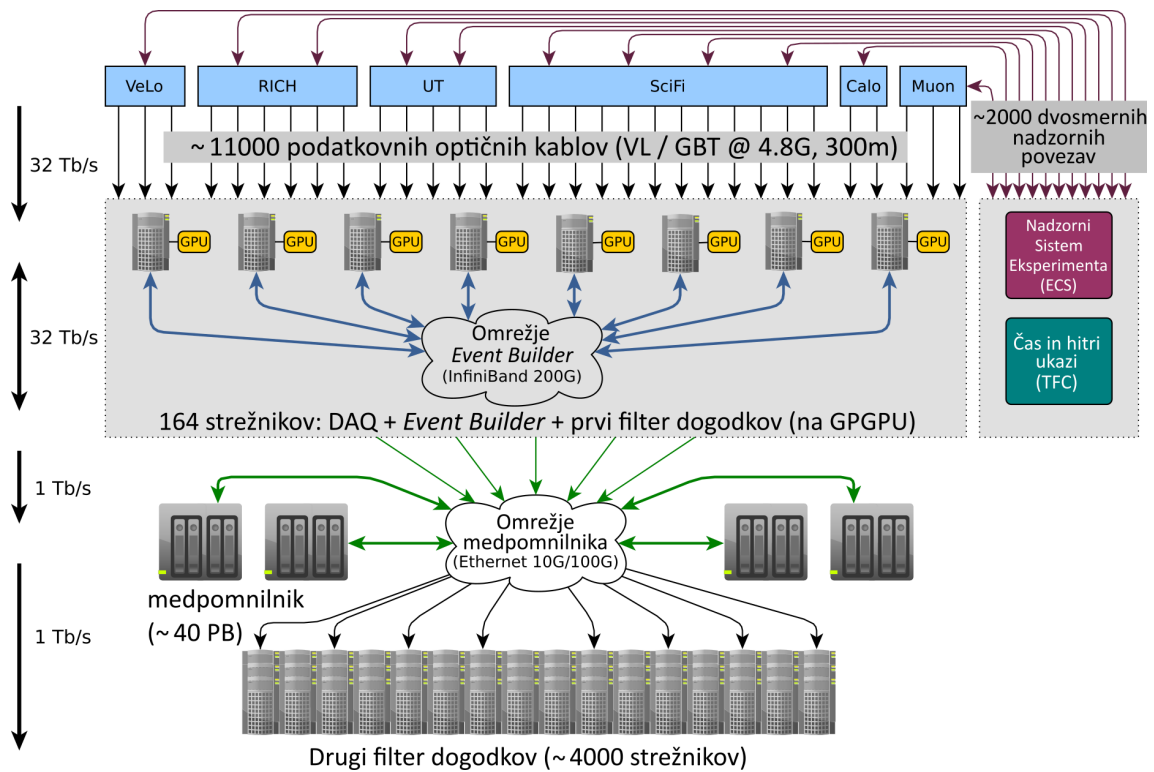 VeLo
RICH
UT
SciFi
Calo
Muon
~ 11000 podatkovnih optičnih kablov (VL / GBT @ 4.8G, 300m)
~2000 dvosmernih
nadzornih
povezav
32 Tb/s
GPU
GPU
GPU
GPU
GPU
GPU
GPU
GPU
Nadzorni
Sistem
Eksperimenta
(ECS)
32 Tb/s
Omrežje
Event Builder
(InfiniBand 200G)
Čas in hitri
ukazi
(TFC)
164 strežnikov: DAQ + Event Builder + prvi filter dogodkov (na GPGPU)
1 Tb/s
Omrežje
medpomnilnika
(Ethernet 10G/100G)
medpomnilnik
(~ 40 PB)
1 Tb/s
Drugi filter dogodkov (~ 4000 strežnikov)